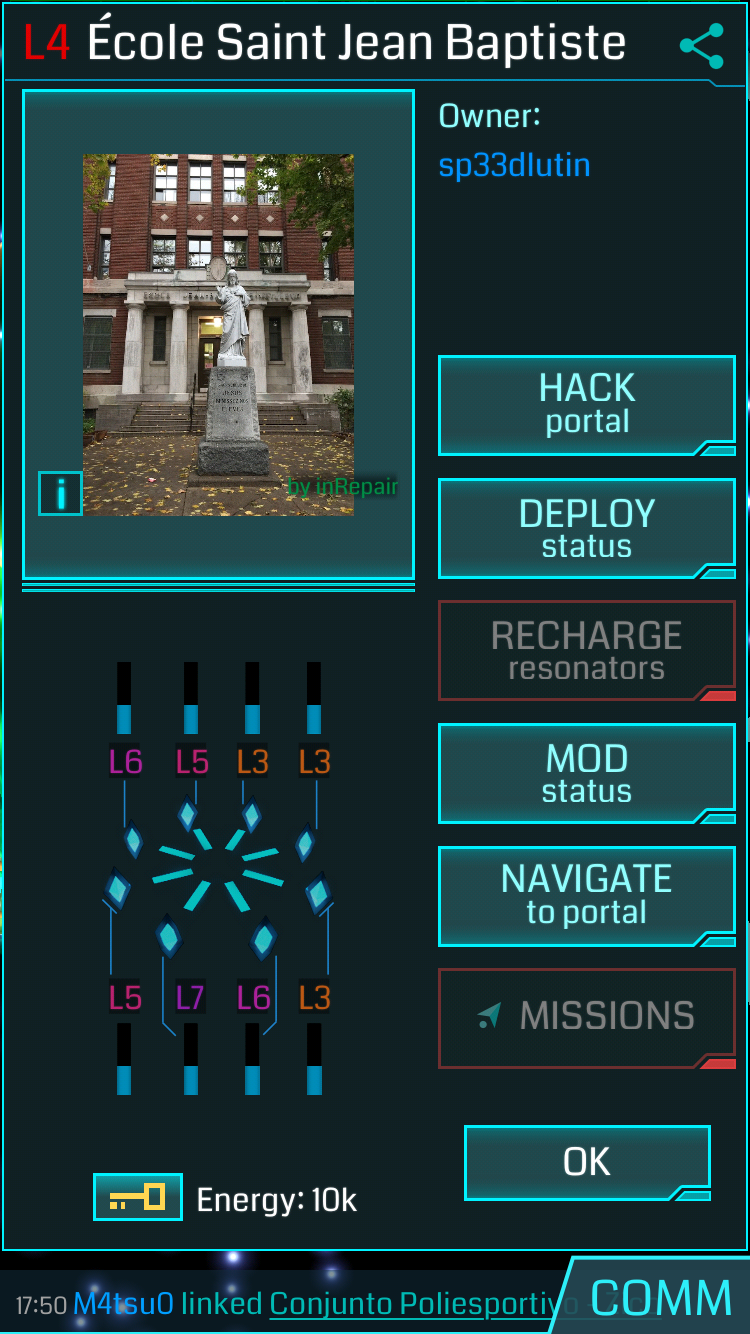 L4 École Saint Jean Baptiste
Owner:
sp33dlutin
by inRepair
i
HACK
portal
DEPLOY
status
RECHARGE
resonators
MOD
status
NAVIGATE
to portal
MISSIONS
L6 L5 L3 L3
L5 L7 L6 L3
Energy: 10k
OK
17:50 M4tsu0 linked Conjunto Poliesportivo
COMM